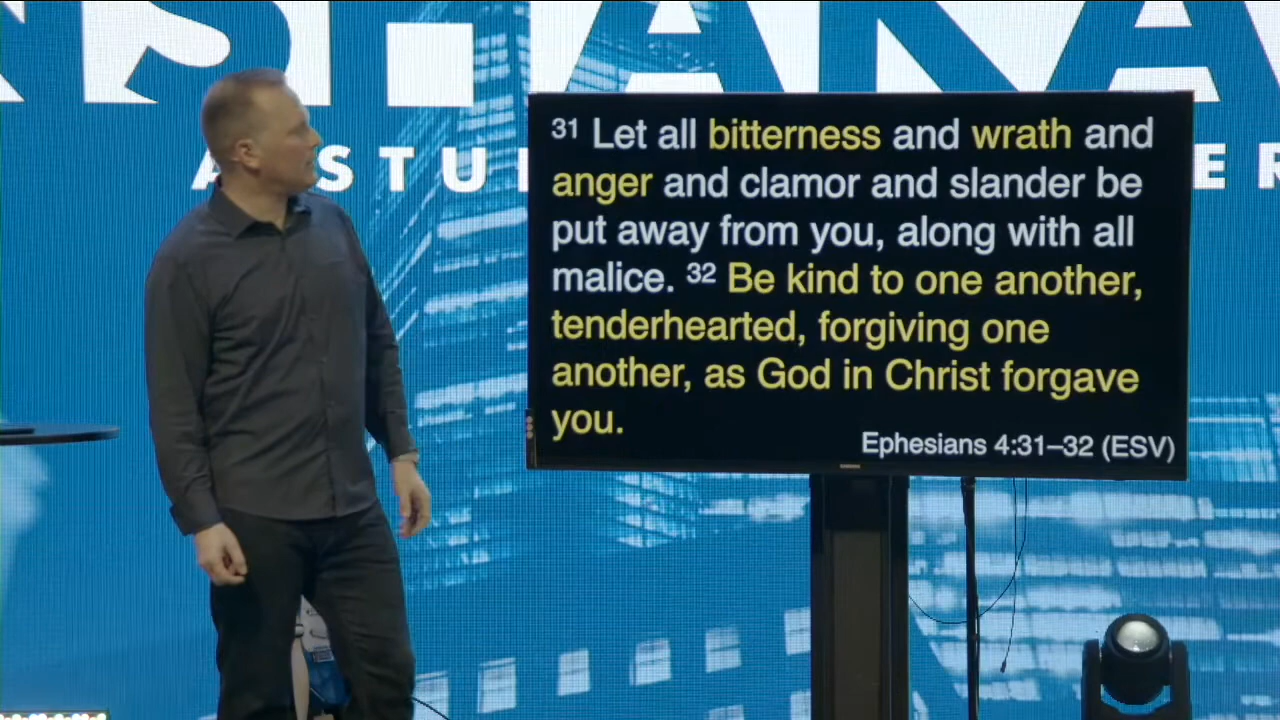 A STU
ER
31 Let all bitterness and wrath and
anger and clamor and slander be
put away from you, along with all
malice. 32 Be kind to one another,
tenderhearted, forgiving one
another, as God in Christ forgave
you.
Ephesians 4:31–32 (ESV)